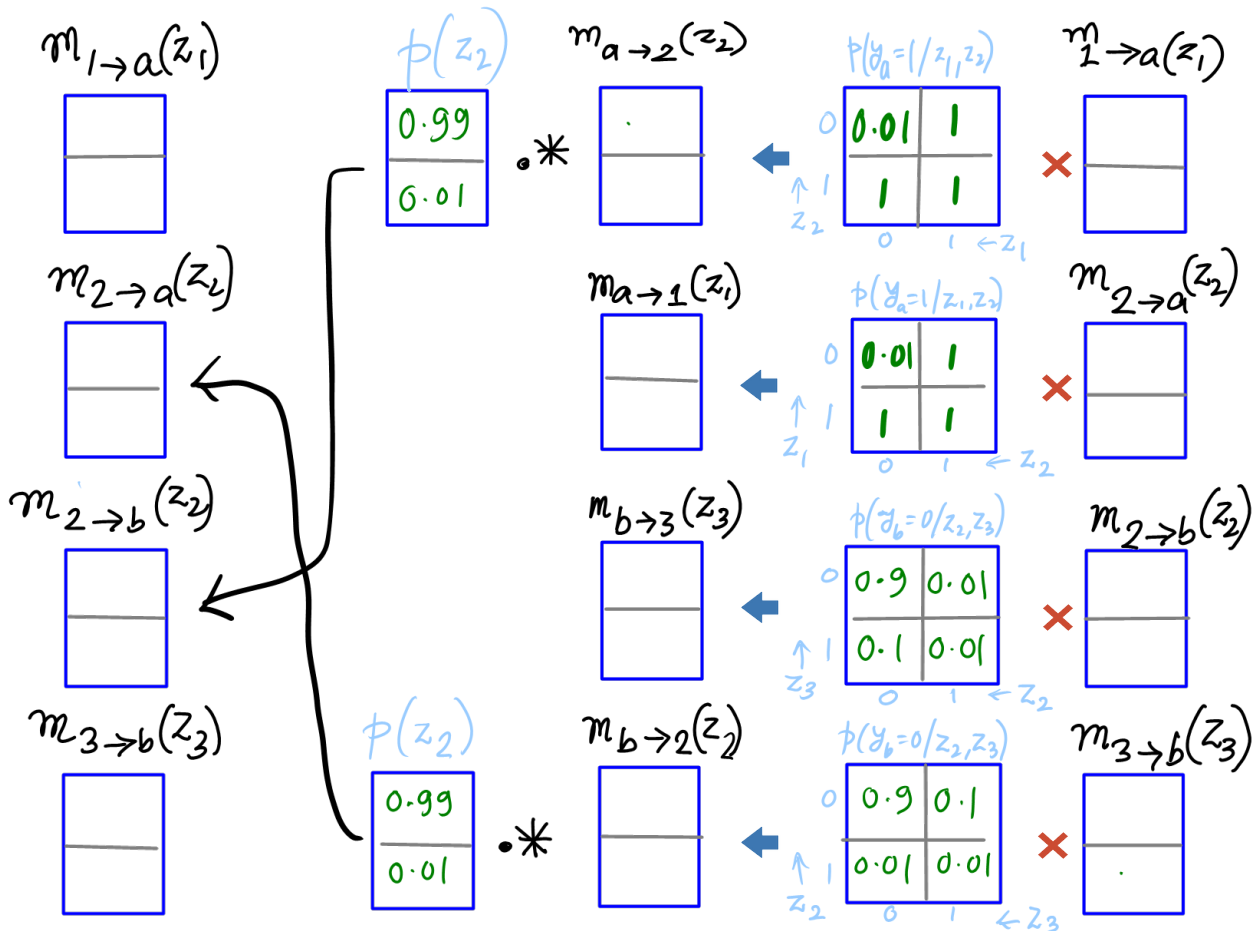 m1→a(z1)
p(z2)
ma→2(z2)
p(ya=1/z1,z2)
m1→a(z1)
0.99
0.01
.*
0 0.01 1
1 1 1
↑ z2
0 1 ←z1
×
m2→a(z2)
ma→1(z1)
p(ya=1/z1,z2)
m2→a(z2)
0 0.01 1
1 1 1
↑ z1
0 1 ← z2
×
m2→b(z2)
mb→3(z3)
p(yb=0/z2,z3)
m2→b(z2)
0 0.9 0.01
1 0.1 0.01
↑ z3
0 1 ← z2
×
m3→b(z3)
p(z2)
mb→2(z2)
p(yb=0/z2,z3)
m3→b(z3)
0.99
0.01
.*
0 0.9 0.1
1 0.01 0.01
↑ z2
0 1 ← z3
×